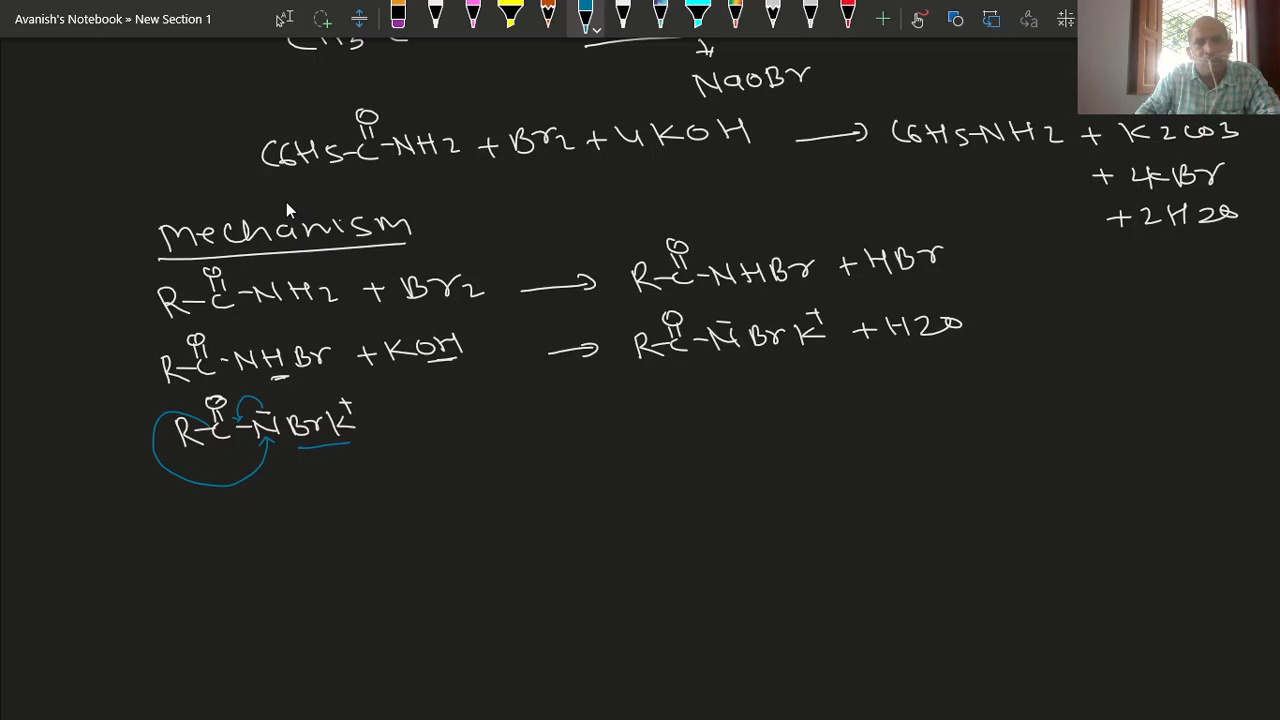 Avanish's Notebook » New Section 1
CH3-C
NaOBr
C6H5-C-NH2 + Br2 + 4KOH ⟶ C6H5-NH2 + K2CO3
O
+ 4KBr
+ 2H2O
Mechanism
O O
R-C-NH2 + Br2 ⟶ R-C-NHBr + HBr
O O
R-C-NHBr + KOH ⟶ R-C-N̄BrK⁺ + H2O
O
R-C-N̄BrK⁺